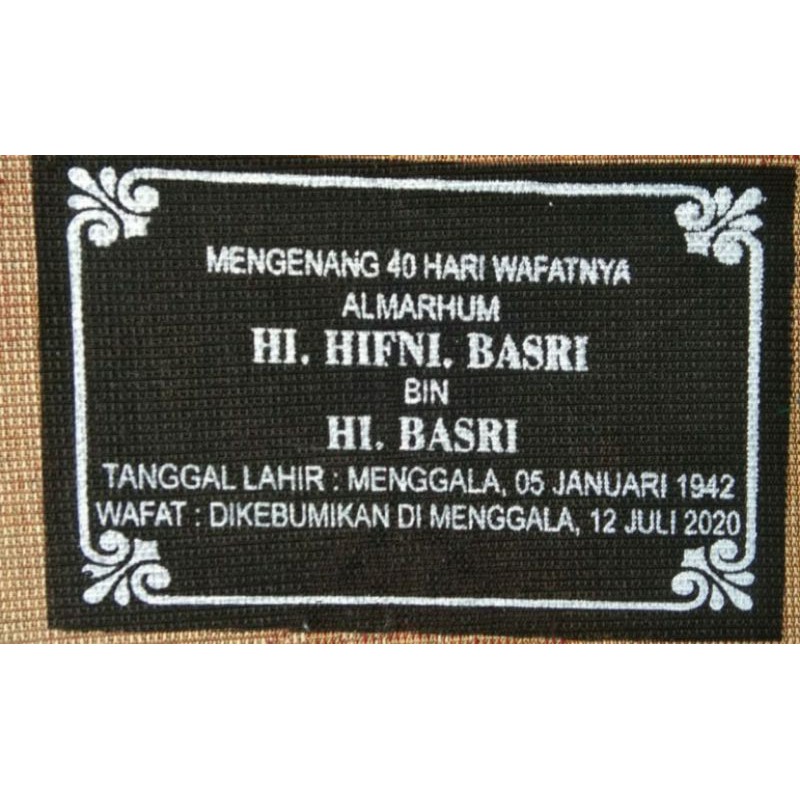 MENGENANG 40 HARI WAFATNYA
ALMARHUM
HI. HIFNI. BASRI
BIN
HI. BASRI
TANGGAL LAHIR : MENGGALA, 05 JANUARI 1942
WAFAT : DIKEBUMIKAN DI MENGGALA, 12 JULI 2020